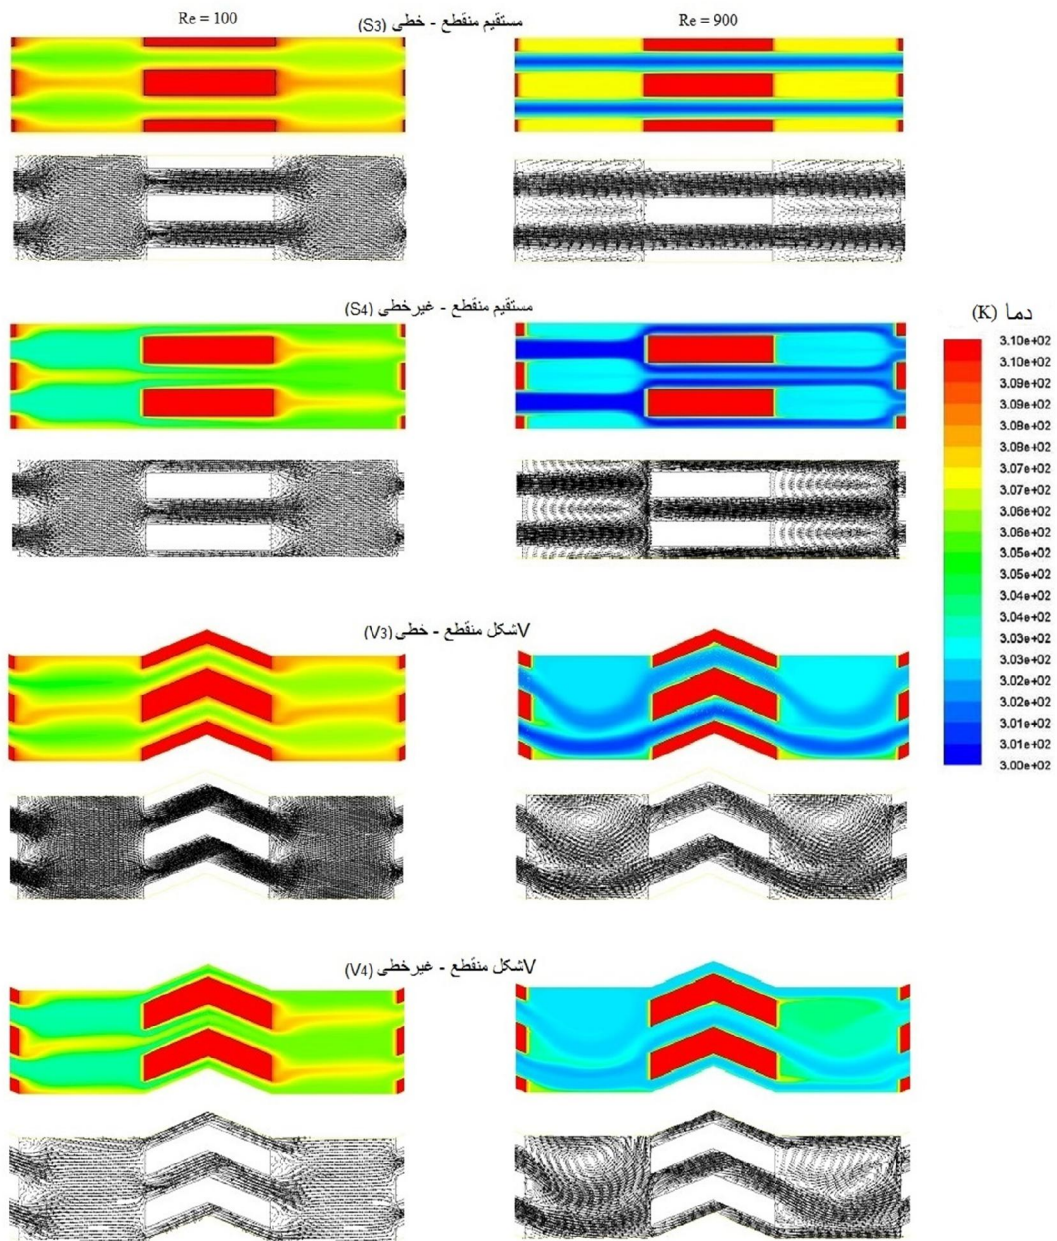 Re = 100
مستقیم منقطع - خطی (S3)
Re = 900
مستقیم منقطع - غیرخطی (S4)
دما (K)
3.10e+02
3.10e+02
3.09e+02
3.09e+02
3.08e+02
3.08e+02
3.07e+02
3.07e+02
3.06e+02
3.06e+02
3.05e+02
3.05e+02
3.04e+02
3.04e+02
3.03e+02
3.03e+02
3.02e+02
3.02e+02
3.01e+02
3.01e+02
3.00e+02
Vشکل منقطع - خطی (V3)
Vشکل منقطع - غیرخطی (V4)